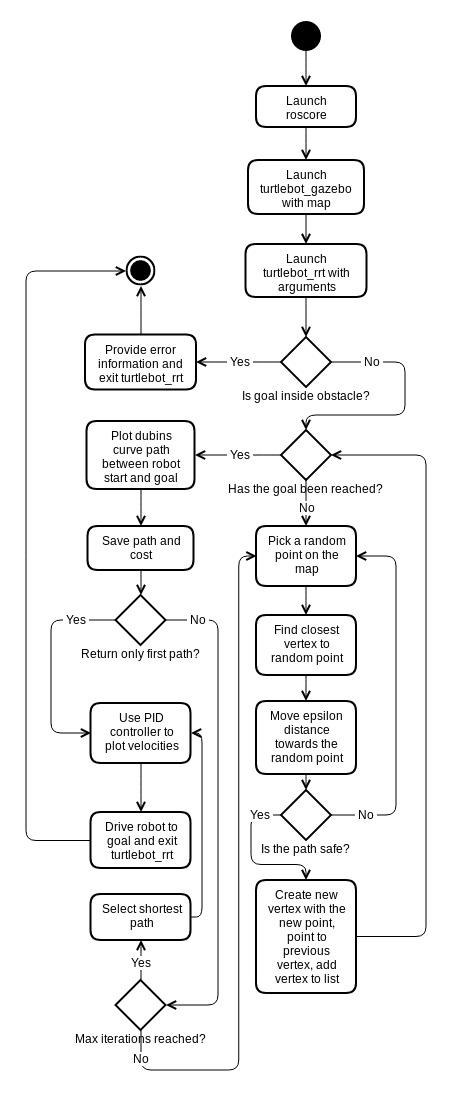 Launch
roscore
Launch
turtlebot_gazebo
with map
Launch
turtlebot_rrt with
arguments
Provide error
information and
exit turtlebot_rrt
Yes
No
Is goal inside obstacle?
Plot dubins
curve path
between robot
start and goal
Yes
Has the goal been reached?
No
Save path and
cost
Pick a random
point on the
map
Yes
No
Return only first path?
Find closest
vertex to
random point
Use PID
controller to
plot velocities
Move epsilon
distance
towards the
random point
Drive robot to
goal and exit
turtlebot_rrt
Yes
No
Is the path safe?
Select shortest
path
Create new
vertex with the
new point,
point to
previous
vertex, add
vertex to list
Yes
Max iterations reached?
No